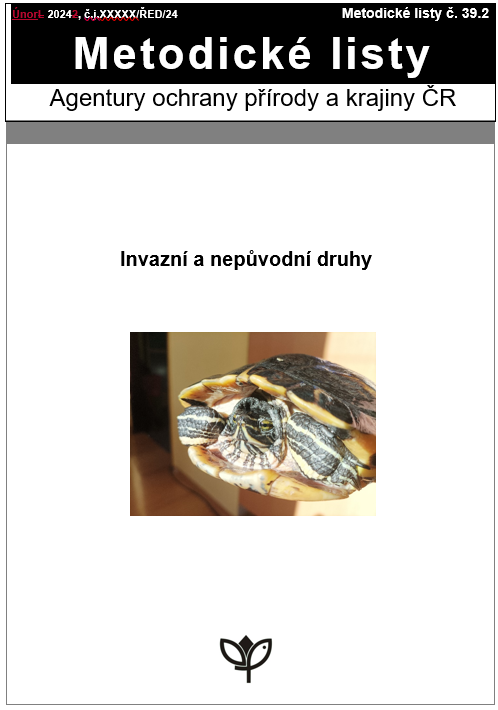 Únor 2024, č.j.XXXXX/ŘED/24
Metodické listy č. 39.2
Metodické listy
Agentury ochrany přírody a krajiny ČR
Invazní a nepůvodní druhy